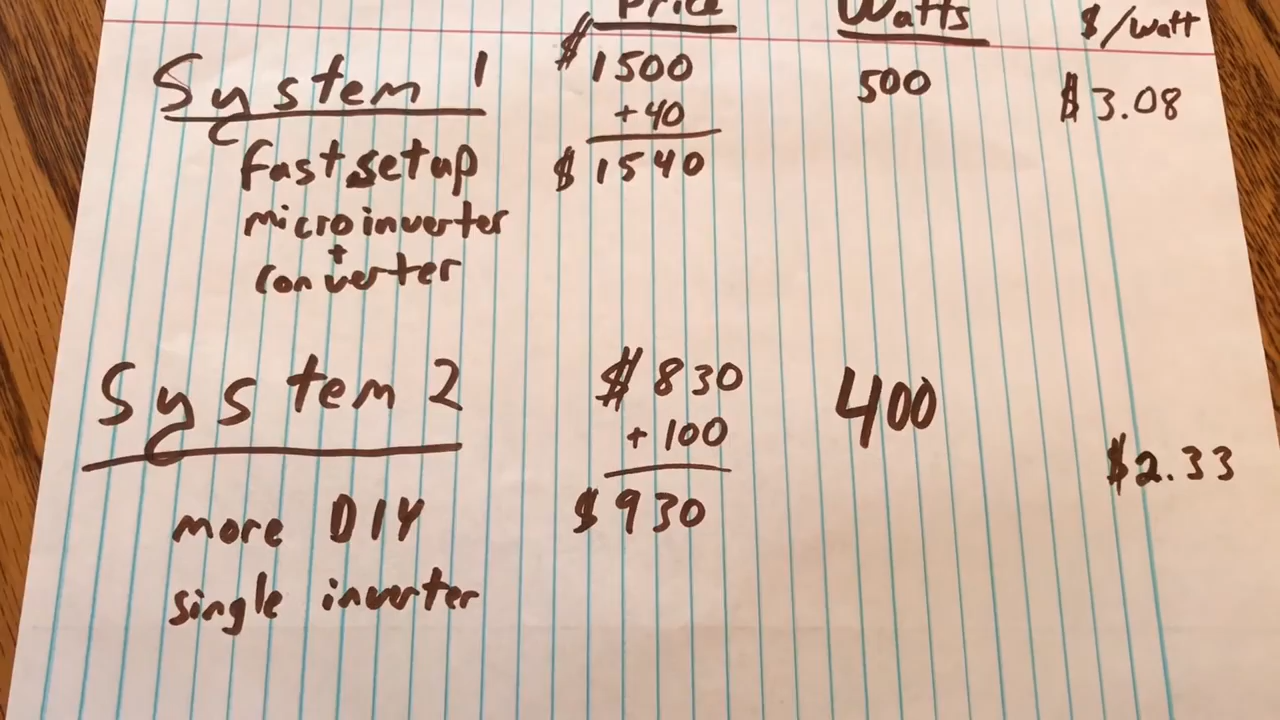 Price Watts $/watt
System 1 $1500 500 $3.08
+40
fast setup $1540
microinverter
+
converter
System 2 $830 400
+100
$2.33
more DIY $930
single inverter